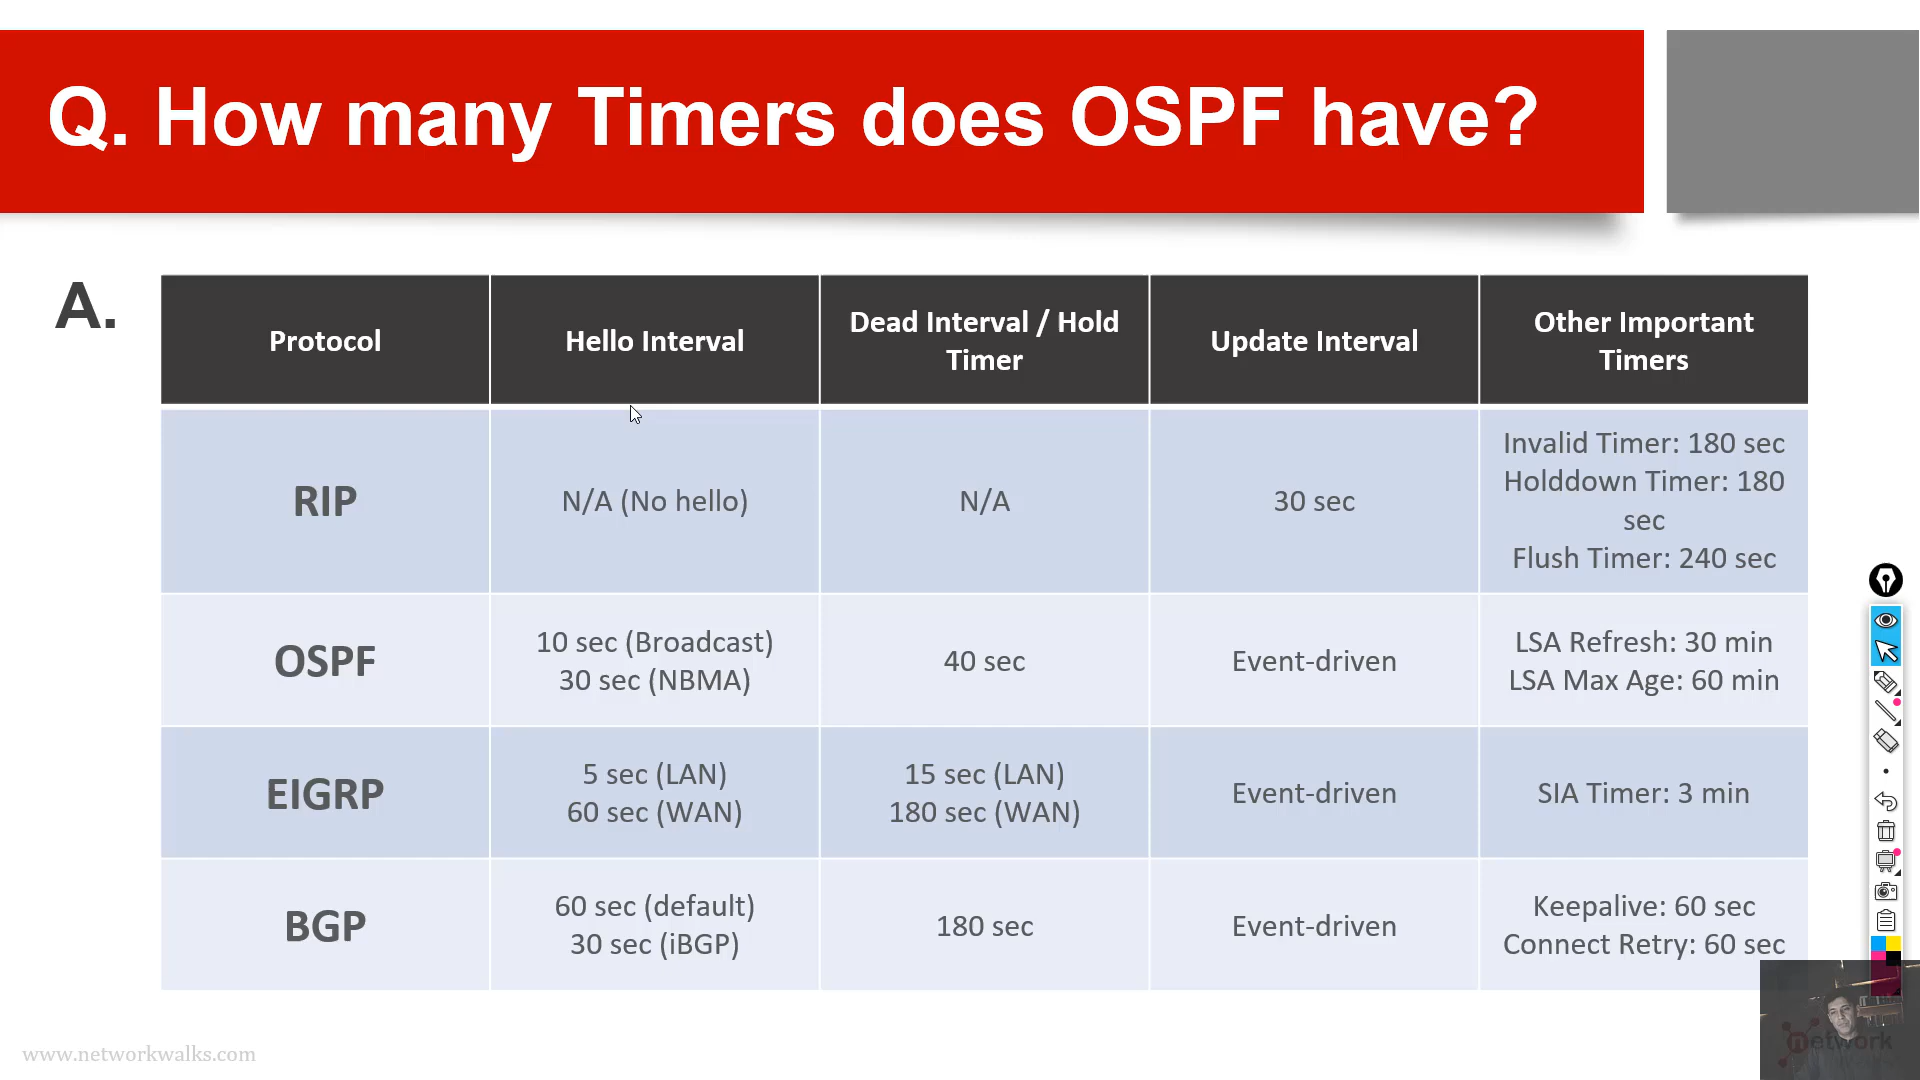 Q. How many Timers does OSPF have?
A.
Protocol
Hello Interval
Dead Interval / Hold
Timer
Update Interval
Other Important
Timers
RIP
N/A (No hello)
N/A
30 sec
Invalid Timer: 180 sec
Holddown Timer: 180
sec
Flush Timer: 240 sec
OSPF
10 sec (Broadcast)
30 sec (NBMA)
40 sec
Event-driven
LSA Refresh: 30 min
LSA Max Age: 60 min
EIGRP
5 sec (LAN)
60 sec (WAN)
15 sec (LAN)
180 sec (WAN)
Event-driven
SIA Timer: 3 min
BGP
60 sec (default)
30 sec (iBGP)
180 sec
Event-driven
Keepalive: 60 sec
Connect Retry: 60 sec
www.networkwalks.com
network